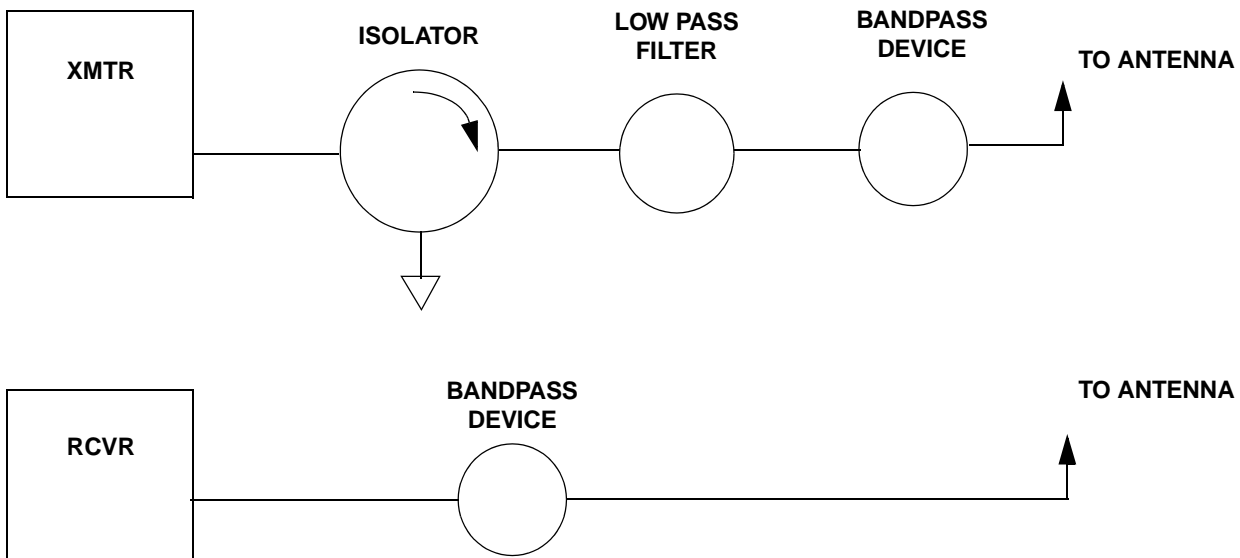 XMTR
ISOLATOR
LOW PASS
FILTER
BANDPASS
DEVICE
TO ANTENNA
RCVR
BANDPASS
DEVICE
TO ANTENNA